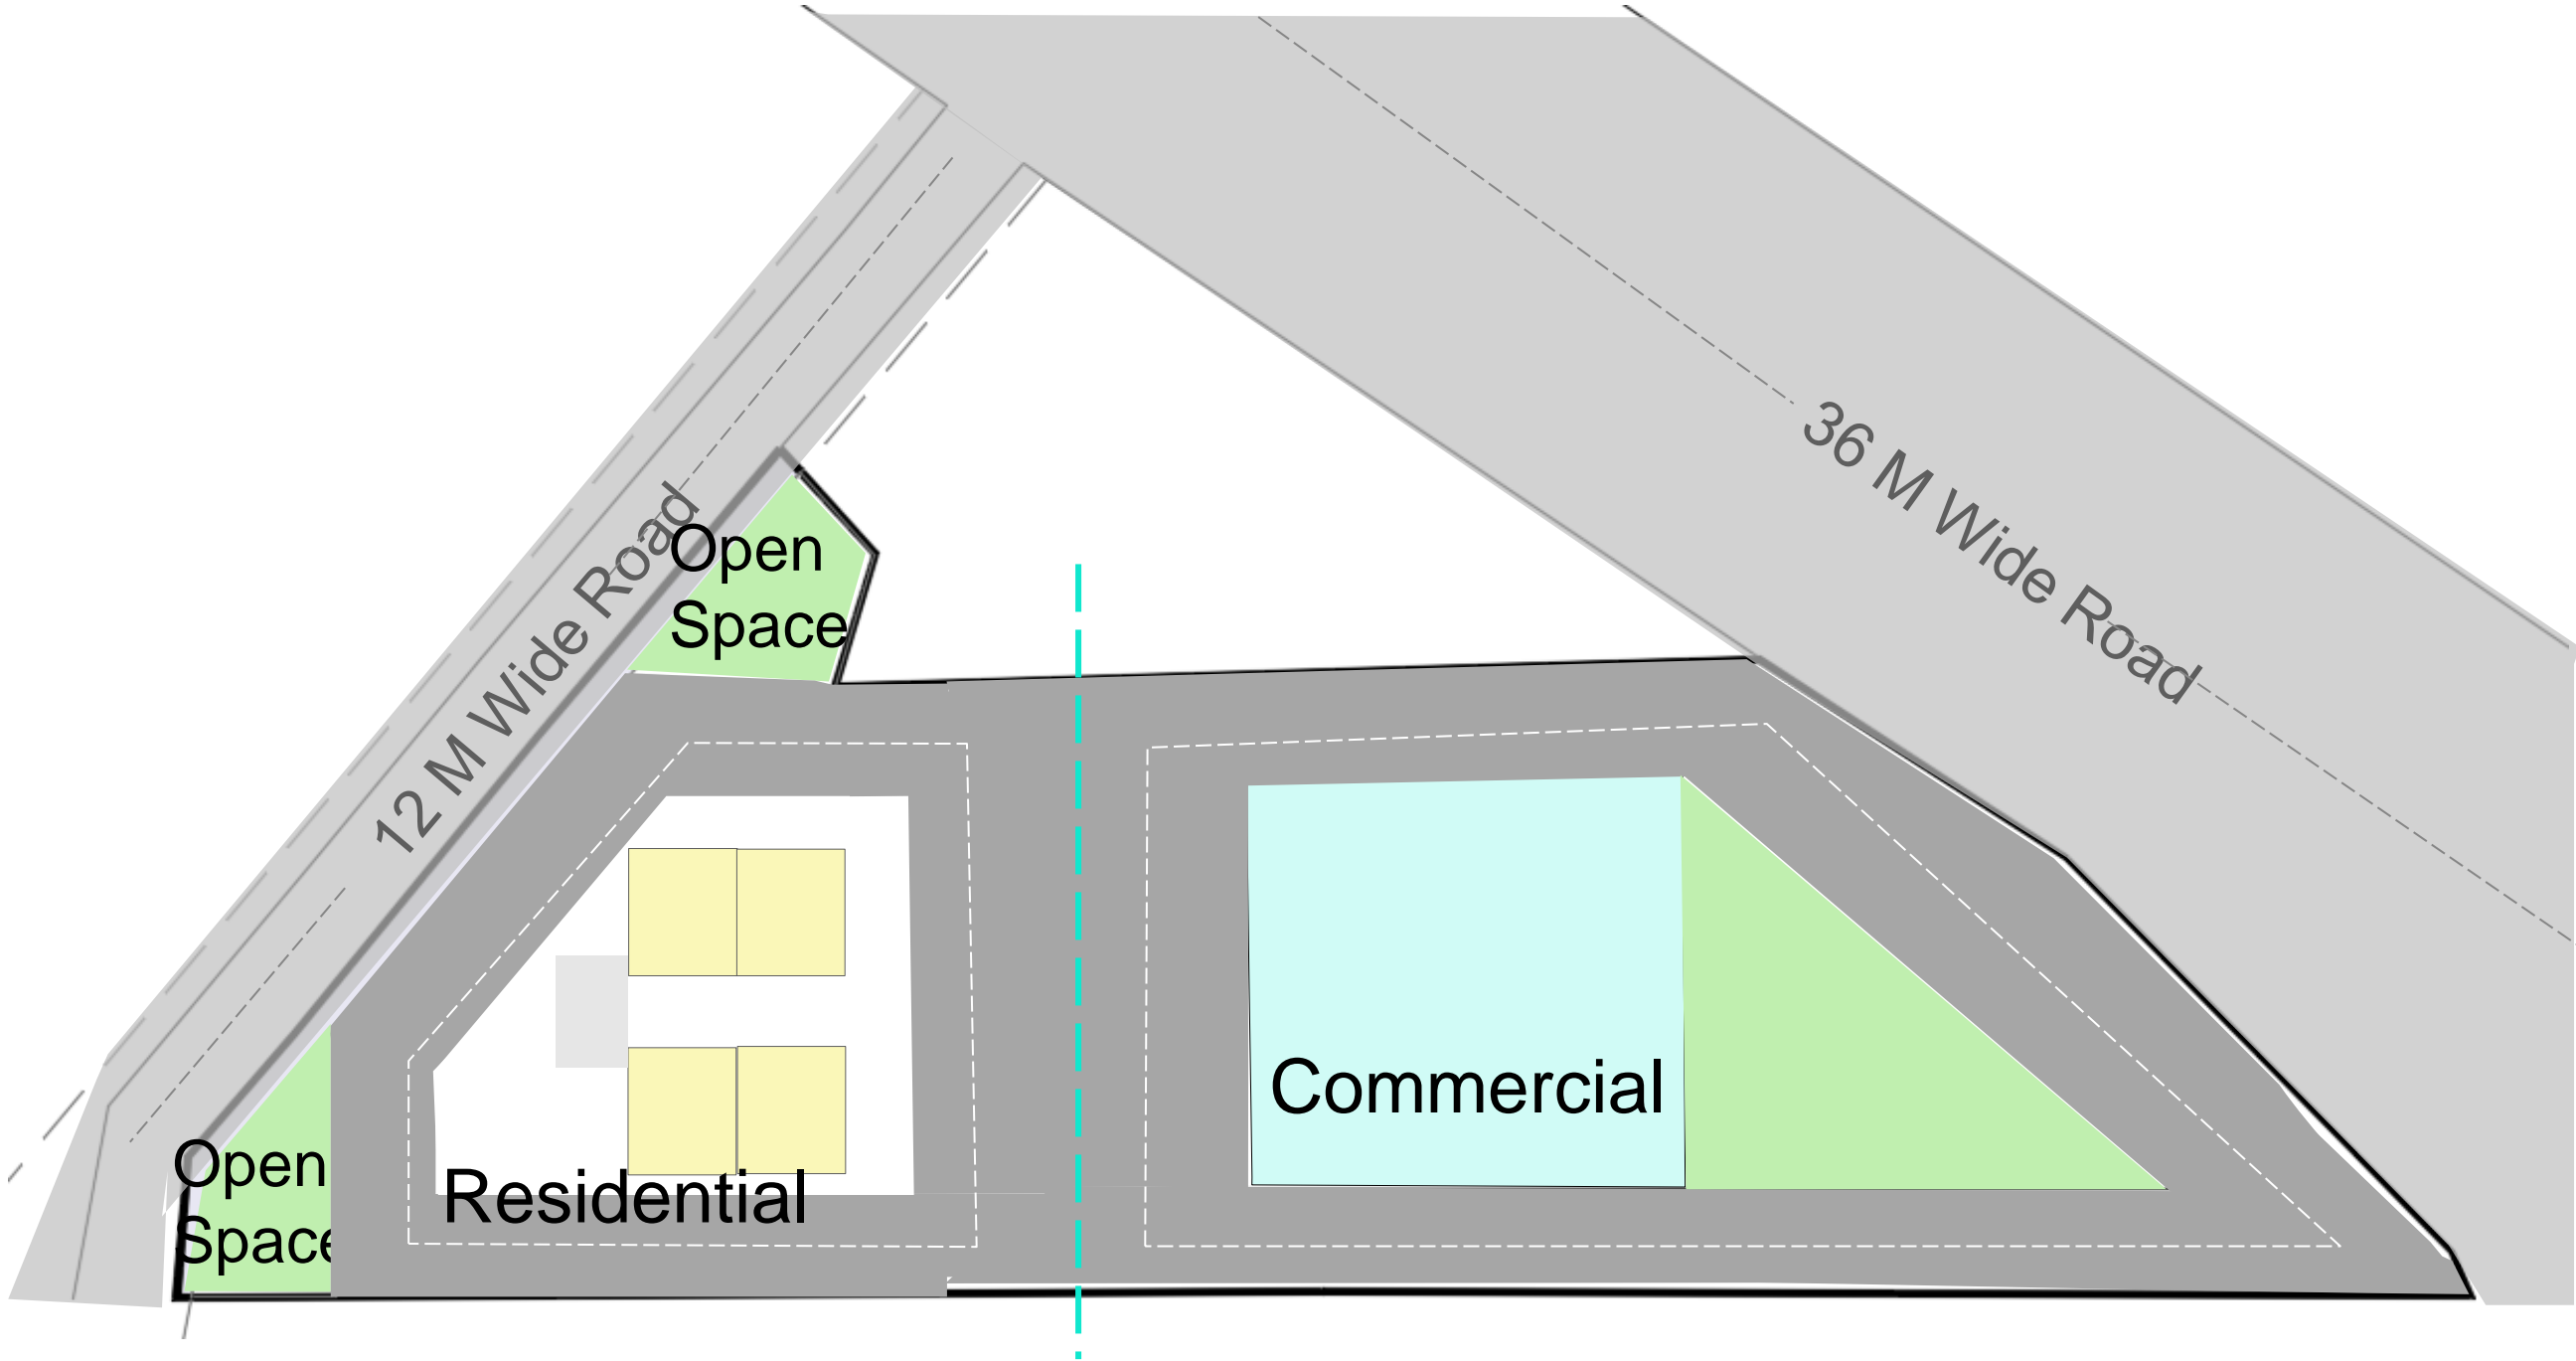 36 M Wide Road
12 M Wide Road
Open
Space
Commercial
Open
Space
Residential